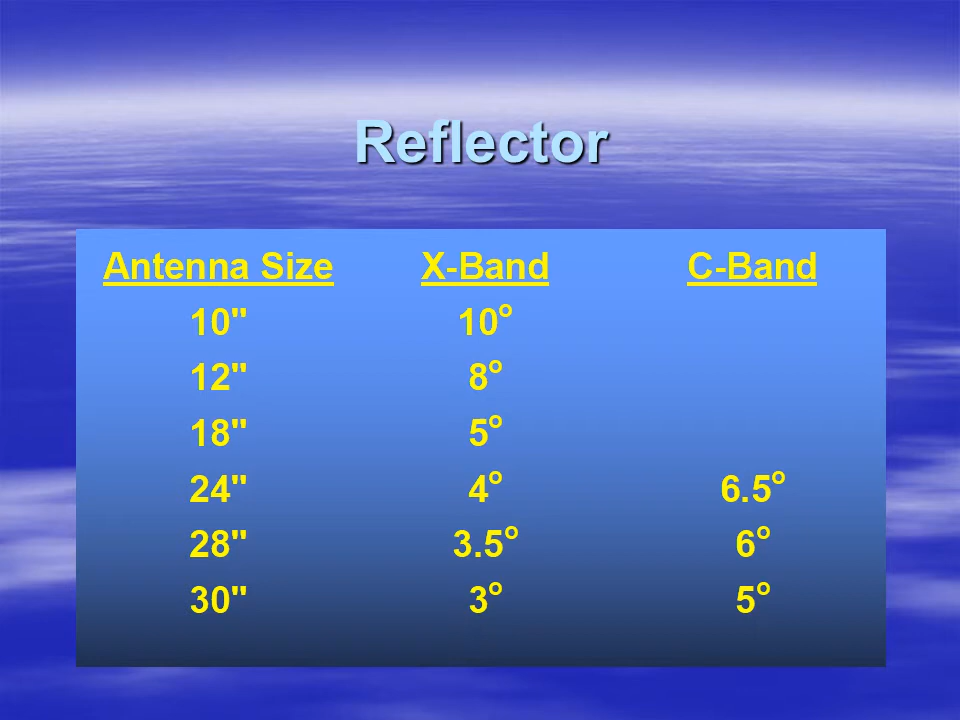 Reflector
Antenna Size X-Band C-Band
10" 10°
12" 8°
18" 5°
24" 4° 6.5°
28" 3.5° 6°
30" 3° 5°